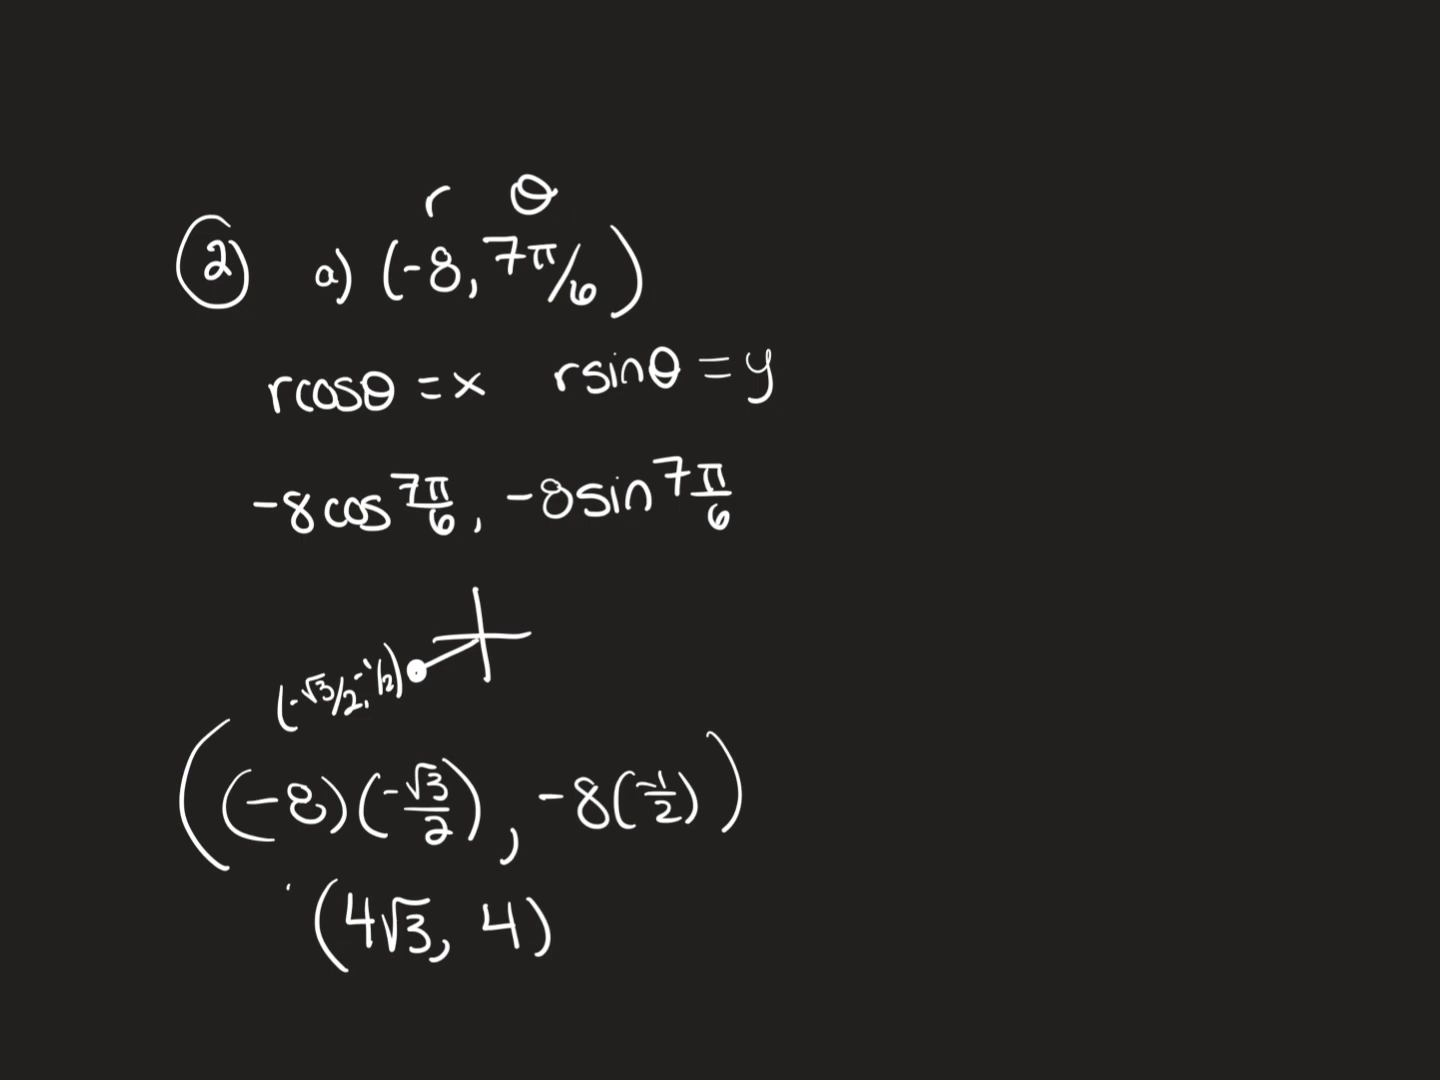 r θ
② a) (-8, 7π/6)
rcosθ = x rsinθ = y
-8cos 7π/6, -8sin 7π/6
(-√3/2, -1/2)
((-8)(-√3/2), -8(-1/2))
(4√3, 4)